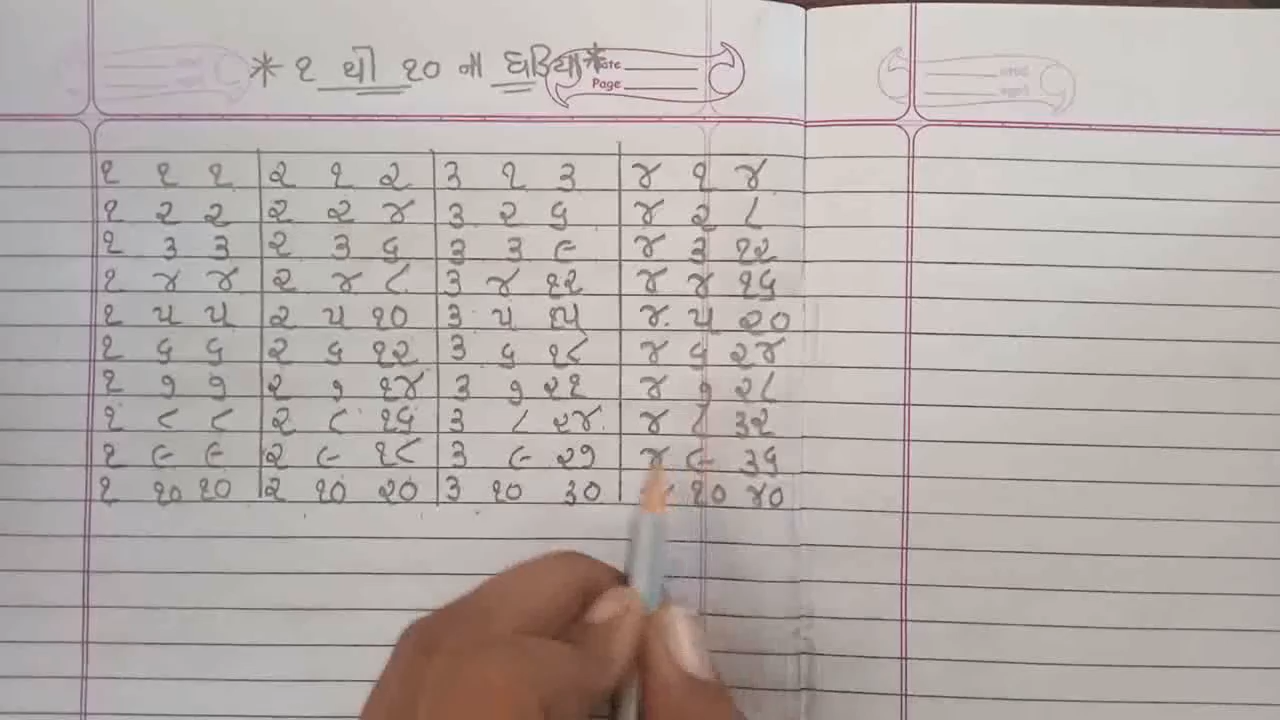 * ૧ થી ૨૦ ના ઘડિયા *
Date
Page
૧ ૧ ૧ ૨ ૧ ૨ ૩ ૧ ૩ ૪ ૧ ૪
૧ ૨ ૨ ૨ ૨ ૪ ૩ ૨ ૬ ૪ ૨ ૮
૧ ૩ ૩ ૨ ૩ ૬ ૩ ૩ ૯ ૪ ૩ ૧૨
૧ ૪ ૪ ૨ ૪ ૮ ૩ ૪ ૧૨ ૪ ૪ ૧૬
૧ ૫ ૫ ૨ ૫ ૧૦ ૩ ૫ ૧૫ ૪ ૫ ૨૦
૧ ૬ ૬ ૨ ૬ ૧૨ ૩ ૬ ૧૮ ૪ ૬ ૨૪
૧ ૭ ૭ ૨ ૭ ૧૪ ૩ ૭ ૨૧ ૪ ૭ ૨૮
૧ ૮ ૮ ૨ ૮ ૧૬ ૩ ૮ ૨૪ ૪ ૮ ૩૨
૧ ૯ ૯ ૨ ૯ ૧૮ ૩ ૯ ૨૭ ૪ ૯ ૩૬
૧ ૧૦ ૧૦ ૨ ૧૦ ૨૦ ૩ ૧૦ ૩૦ ૧૦ ૪૦